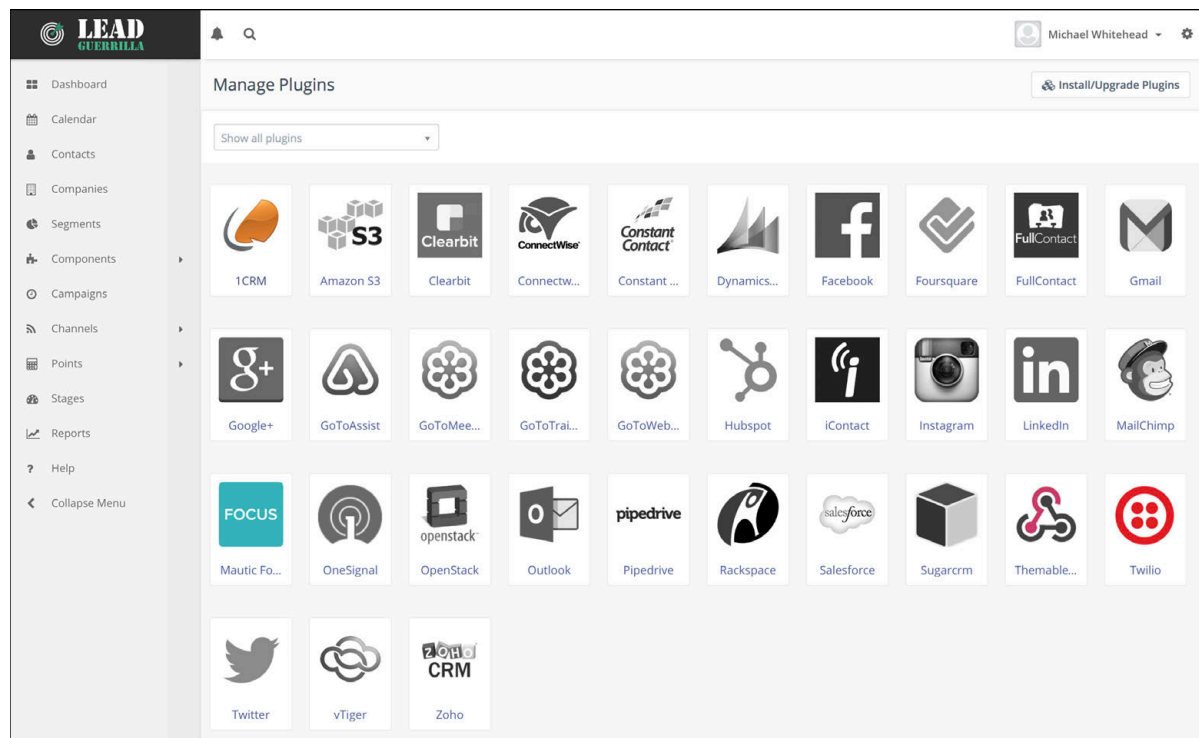 LEAD
GUERRILLA
Michael Whitehead
Dashboard
Calendar
Contacts
Companies
Segments
Components
Campaigns
Channels
Points
Stages
Reports
? Help
Collapse Menu
Manage Plugins
Install/Upgrade Plugins
Show all plugins
S3
Clearbit
ConnectWise
Constant
Contact
f
FullContact
1CRM
Amazon S3
Clearbit
Connectw...
Constant ...
Dynamics...
Facebook
Foursquare
FullContact
Gmail
g+
in
Google+
GoToAssist
GoToMee...
GoToTrai...
GoToWeb...
Hubspot
iContact
Instagram
LinkedIn
MailChimp
FOCUS
openstack
O
pipedrive
salesforce
Mautic Fo...
OneSignal
OpenStack
Outlook
Pipedrive
Rackspace
Salesforce
Sugarcrm
Themable...
Twilio
ZOHO
CRM
Twitter
vTiger
Zoho